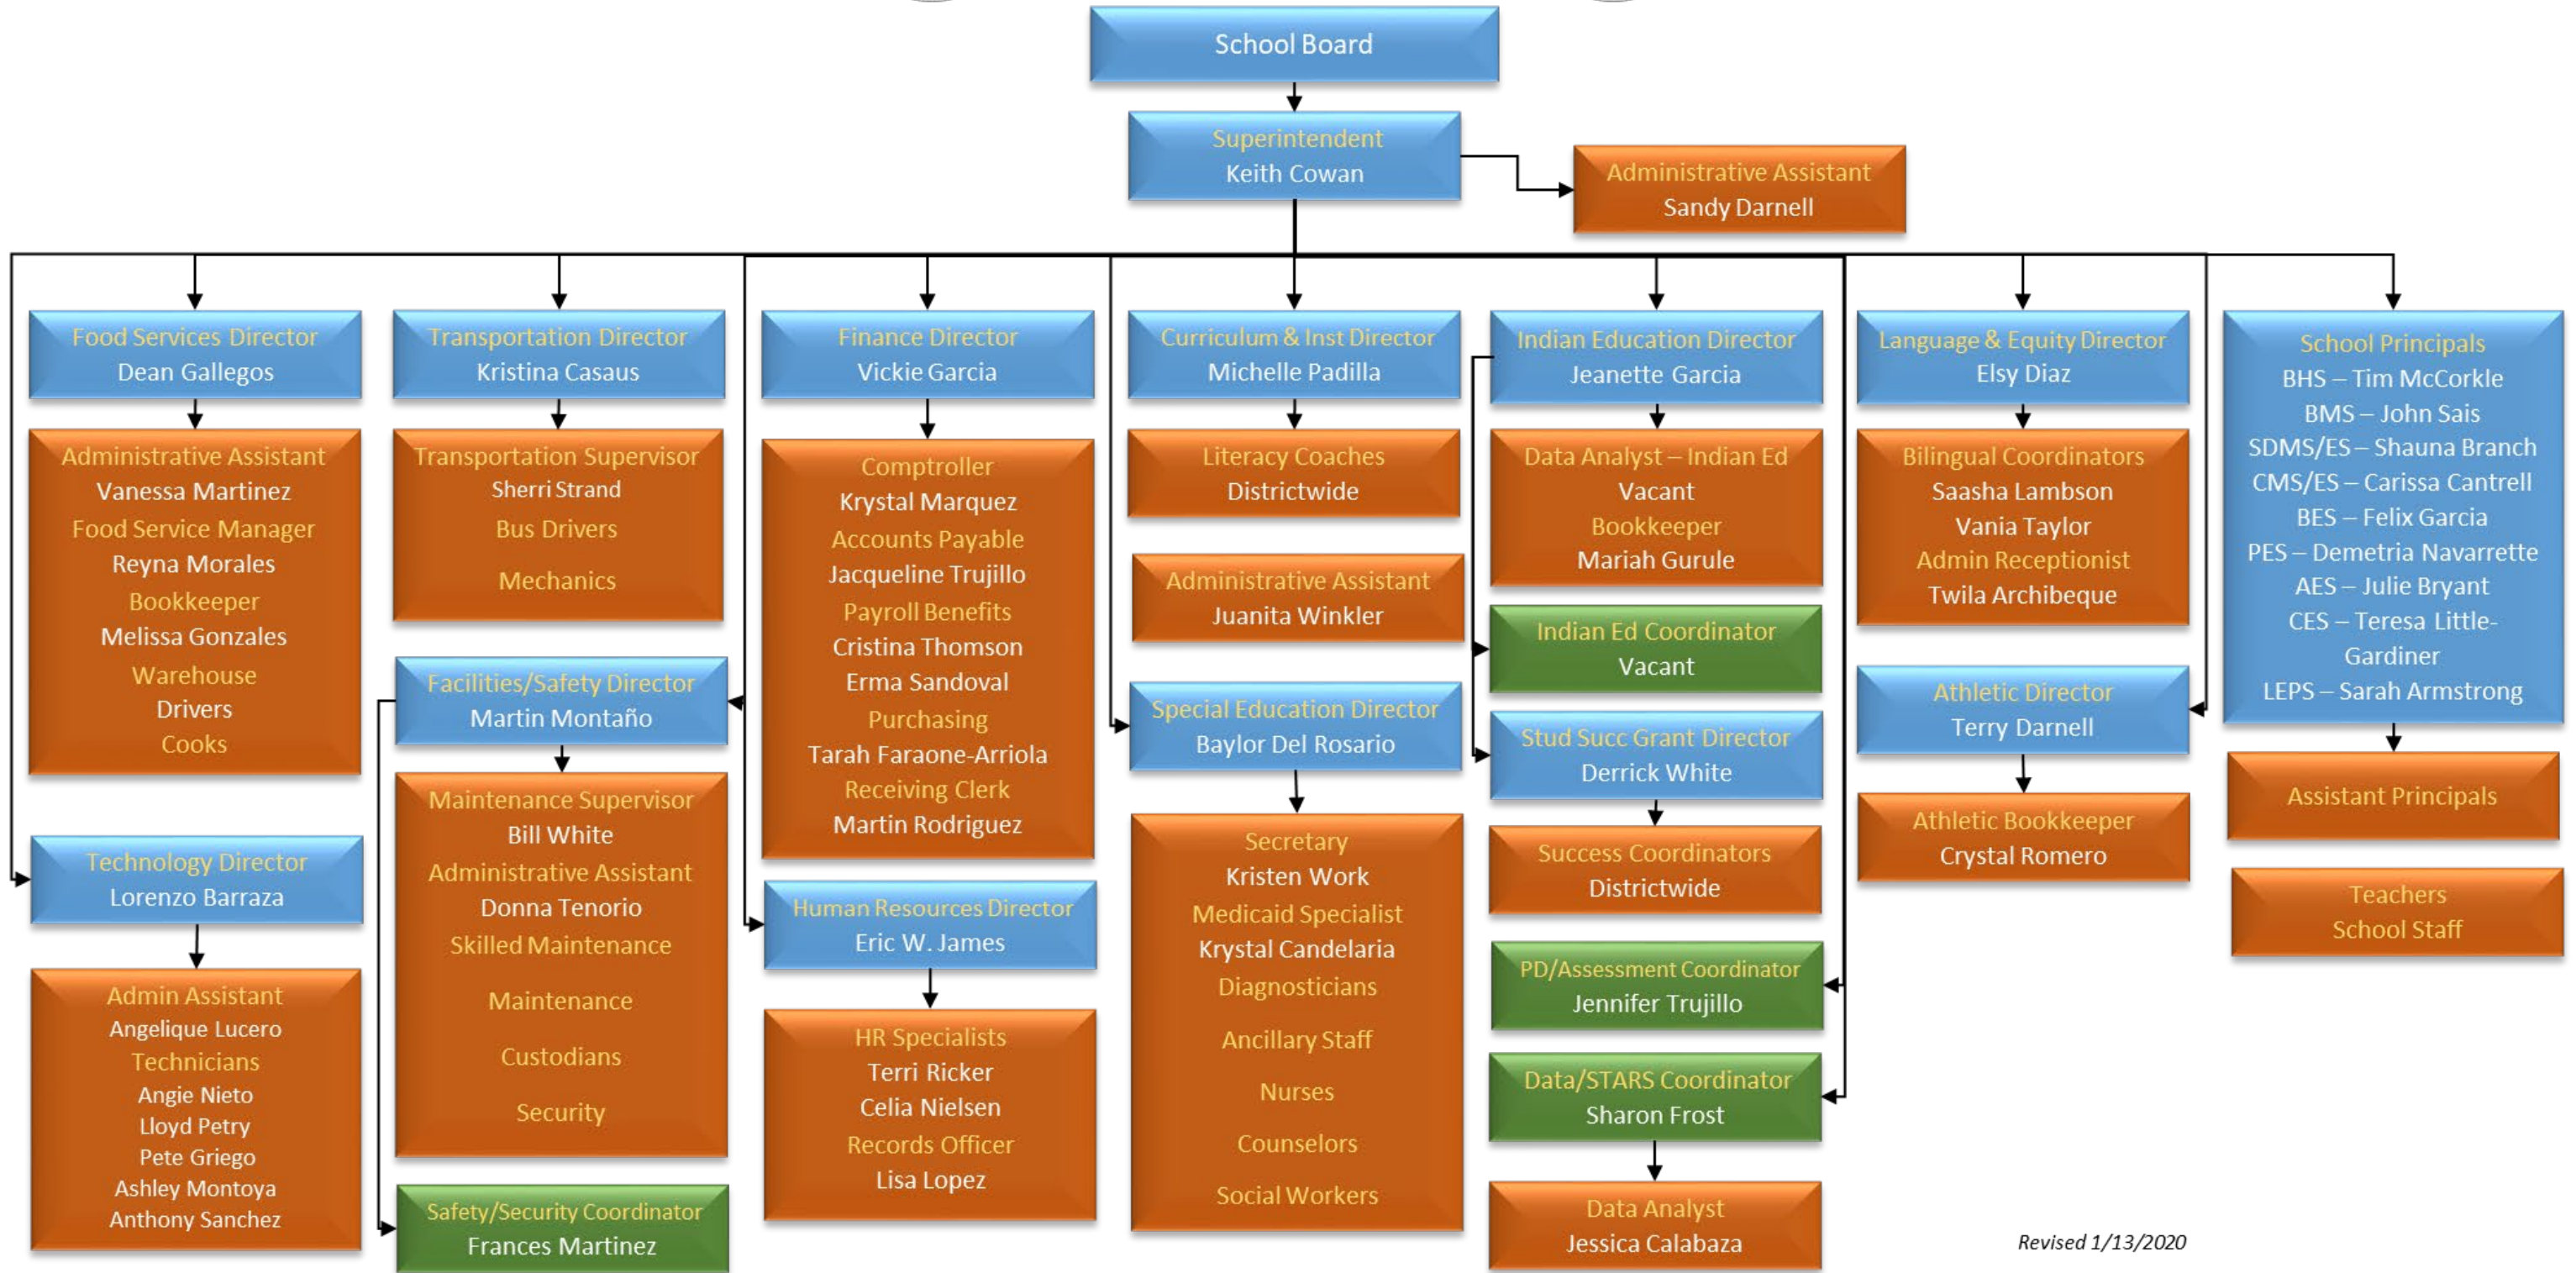 School Board
Superintendent
Keith Cowan
Administrative Assistant
Sandy Darnell
Food Services Director
Dean Gallegos
Administrative Assistant
Vanessa Martinez
Food Service Manager
Reyna Morales
Bookkeeper
Melissa Gonzales
Warehouse
Drivers
Cooks
Technology Director
Lorenzo Barraza
Admin Assistant
Angelique Lucero
Technicians
Angie Nieto
Lloyd Petry
Pete Griego
Ashley Montoya
Anthony Sanchez
Transportation Director
Kristina Casaus
Transportation Supervisor
Sherri Strand
Bus Drivers
Mechanics
Facilities/Safety Director
Martin Montaño
Maintenance Supervisor
Bill White
Administrative Assistant
Donna Tenorio
Skilled Maintenance
Maintenance
Custodians
Security
Safety/Security Coordinator
Frances Martinez
Finance Director
Vickie Garcia
Comptroller
Krystal Marquez
Accounts Payable
Jacqueline Trujillo
Payroll Benefits
Cristina Thomson
Erma Sandoval
Purchasing
Tarah Faraone-Arriola
Receiving Clerk
Martin Rodriguez
Human Resources Director
Eric W. James
HR Specialists
Terri Ricker
Celia Nielsen
Records Officer
Lisa Lopez
Curriculum & Inst Director
Michelle Padilla
Literacy Coaches
Districtwide
Administrative Assistant
Juanita Winkler
Special Education Director
Baylor Del Rosario
Secretary
Kristen Work
Medicaid Specialist
Krystal Candelaria
Diagnosticians
Ancillary Staff
Nurses
Counselors
Social Workers
Indian Education Director
Jeanette Garcia
Data Analyst – Indian Ed
Vacant
Bookkeeper
Mariah Gurule
Indian Ed Coordinator
Vacant
Stud Succ Grant Director
Derrick White
Success Coordinators
Districtwide
PD/Assessment Coordinator
Jennifer Trujillo
Data/STARS Coordinator
Sharon Frost
Data Analyst
Jessica Calabaza
Language & Equity Director
Elsy Diaz
Bilingual Coordinators
Saasha Lambson
Vania Taylor
Admin Receptionist
Twila Archibeque
Athletic Director
Terry Darnell
Athletic Bookkeeper
Crystal Romero
School Principals
BHS – Tim McCorkle
BMS – John Sais
SDMS/ES – Shauna Branch
CMS/ES – Carissa Cantrell
BES – Felix Garcia
PES – Demetria Navarrette
AES – Julie Bryant
CES – Teresa Little-
Gardiner
LEPS – Sarah Armstrong
Assistant Principals
Teachers
School Staff
Revised 1/13/2020